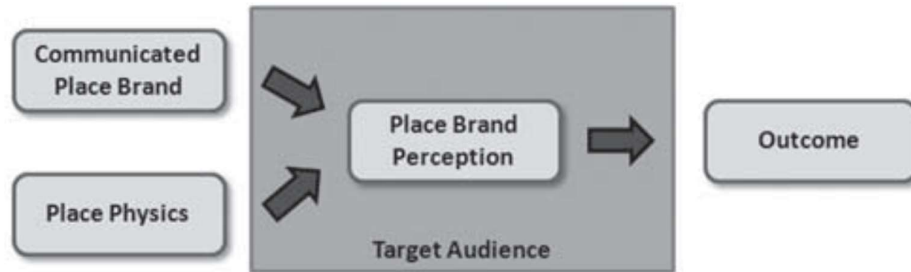 Communicated
Place Brand
Place Physics
Place Brand
Perception
Target Audience
Outcome